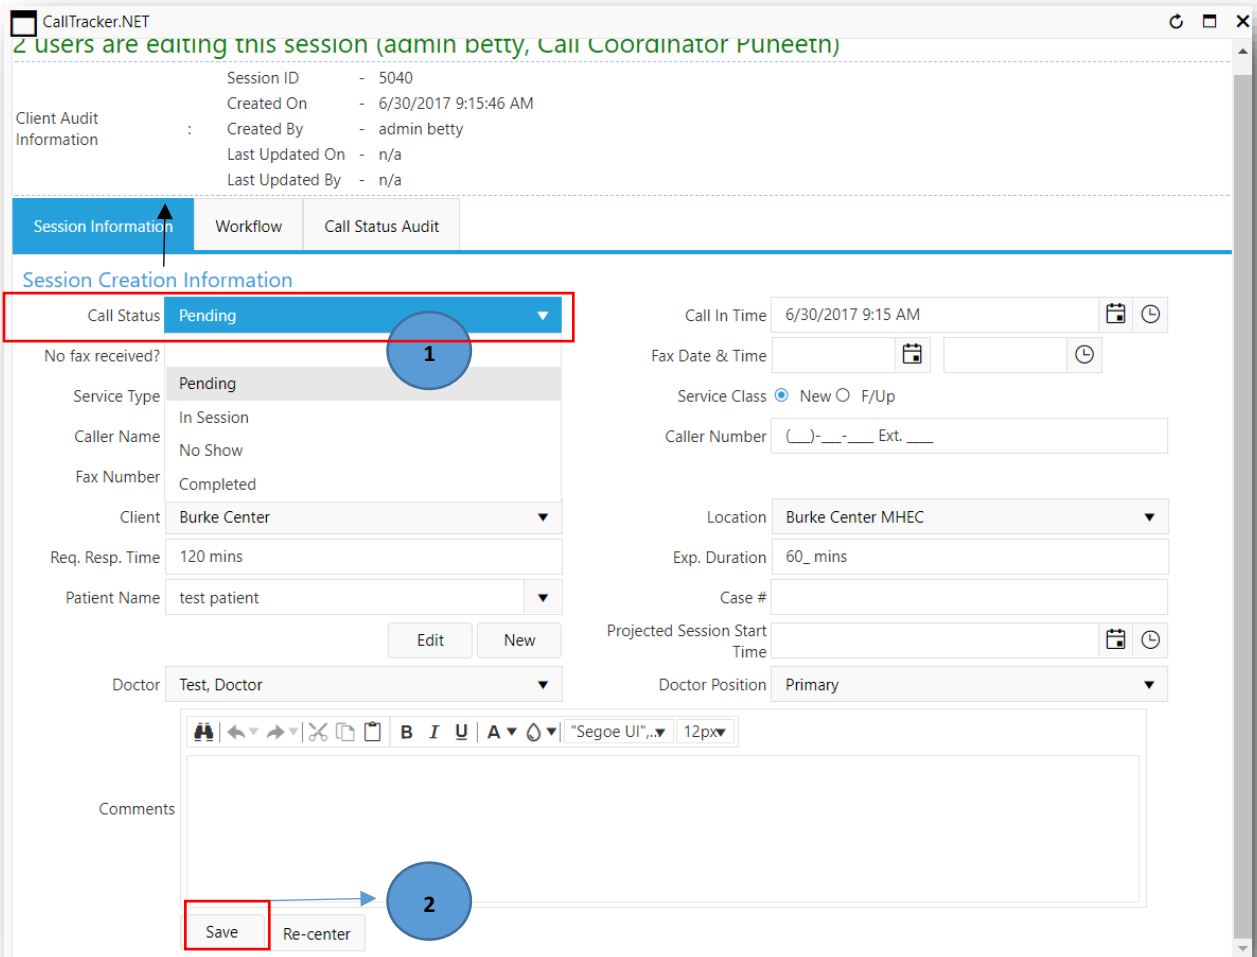 CallTracker.NET
2 users are editing this session (admin betty, Call Coordinator Puneeth)
Client Audit Information :
Session ID - 5040
Created On - 6/30/2017 9:15:46 AM
Created By - admin betty
Last Updated On - n/a
Last Updated By - n/a
Session Information Workflow Call Status Audit
Session Creation Information
Call Status Pending Call In Time 6/30/2017 9:15 AM
1
No fax received? Fax Date & Time
Pending
Service Type Service Class New F/Up
In Session
Caller Name Caller Number (___)-___-____ Ext. ____
No Show
Fax Number
Completed
Client Burke Center Location Burke Center MHEC
Req. Resp. Time 120 mins Exp. Duration 60_ mins
Patient Name test patient Case #
Edit New Projected Session Start
Time
Doctor Test, Doctor Doctor Position Primary
B I U A "Segoe UI",.. 12px
Comments
2
Save Re-center